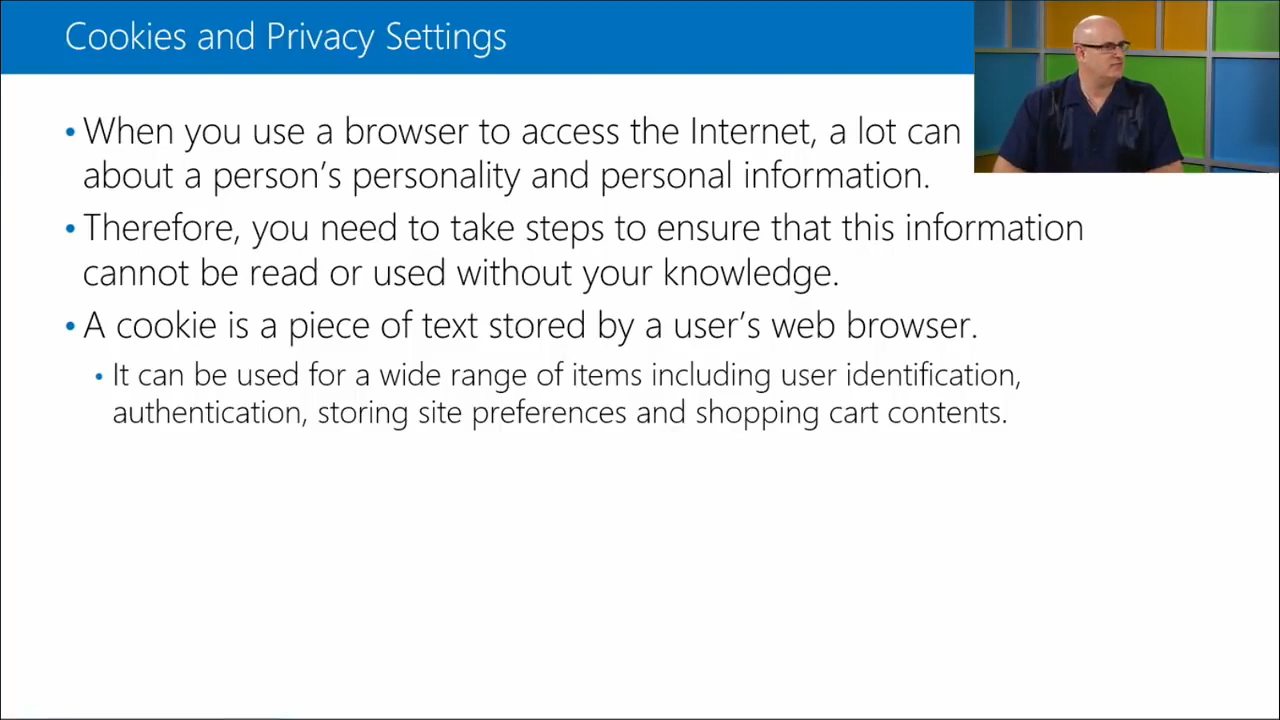 Cookies and Privacy Settings
• When you use a browser to access the Internet, a lot can
about a person's personality and personal information.
• Therefore, you need to take steps to ensure that this information
cannot be read or used without your knowledge.
• A cookie is a piece of text stored by a user's web browser.
• It can be used for a wide range of items including user identification,
authentication, storing site preferences and shopping cart contents.